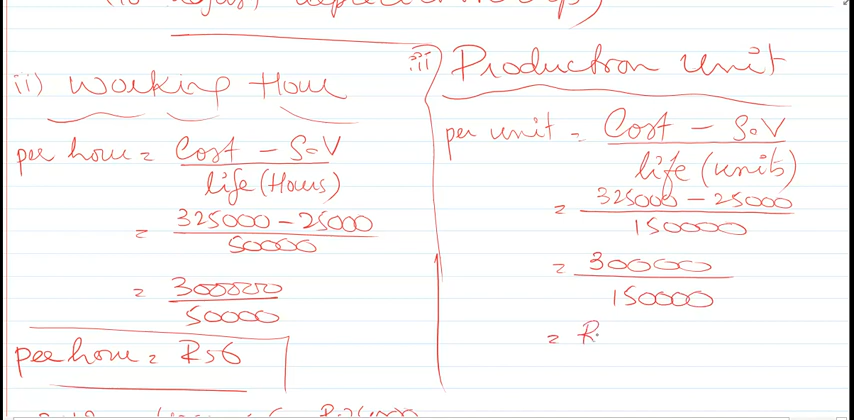 ii) Working Hour
per hour = Cost - S.V
life (Hours)
= 325000 - 25000
50000
= 300000
50000
per hour = Rs 6
iii) Production unit
per unit = Cost - S.V
life (units)
= 325000 - 25000
150000
= 300000
150000
= R